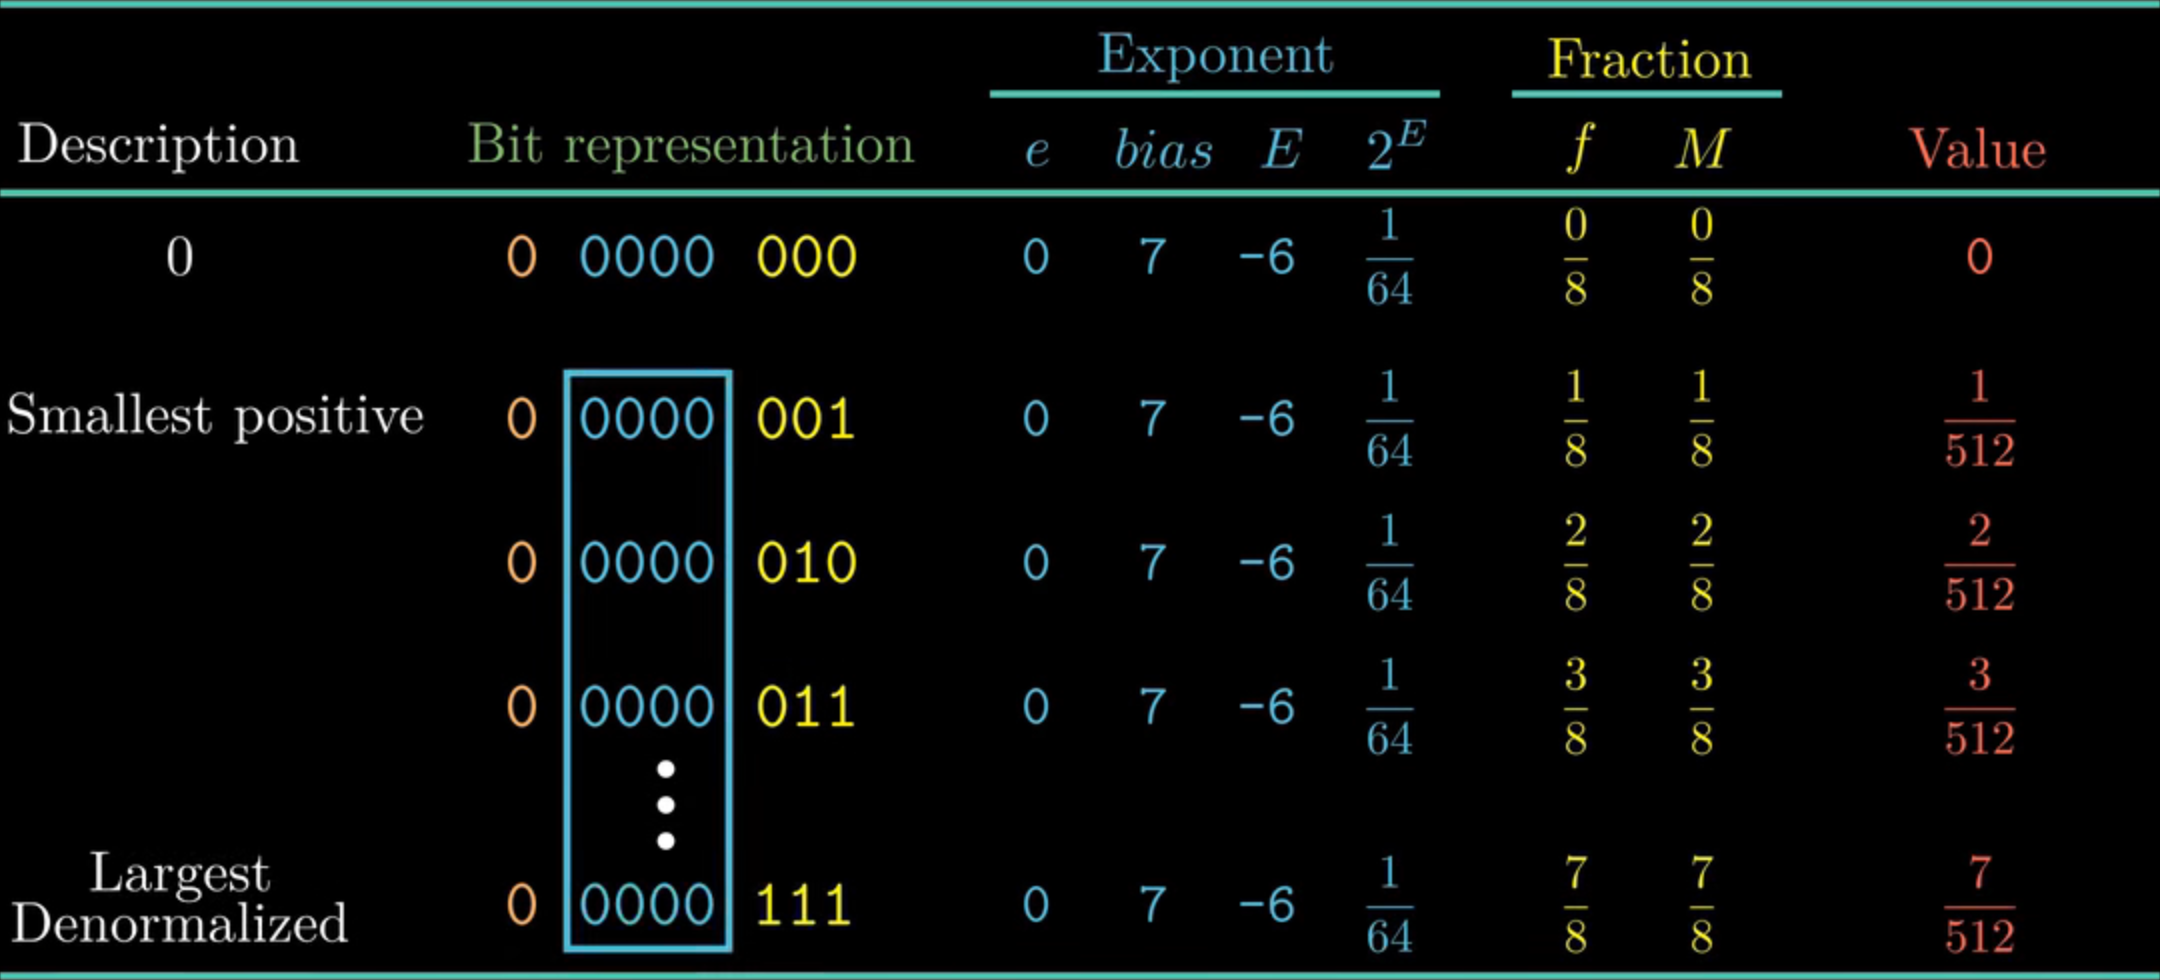 Exponent Fraction
Description Bit representation e bias E 2^E f M Value
0 0 0000 000 0 7 -6 1/64 0/8 0/8 0
Smallest positive 0 0000 001 0 7 -6 1/64 1/8 1/8 1/512
0 0000 010 0 7 -6 1/64 2/8 2/8 2/512
0 0000 011 0 7 -6 1/64 3/8 3/8 3/512
⋮
Largest
Denormalized 0 0000 111 0 7 -6 1/64 7/8 7/8 7/512